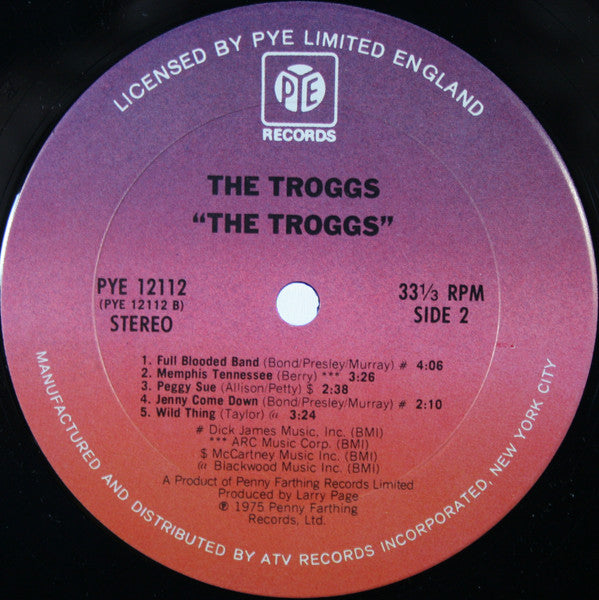 LICENSED BY PYE LIMITED ENGLAND
PYE
RECORDS
THE TROGGS
"THE TROGGS"
PYE 12112
(PYE 12112 B)
STEREO
33⅓ RPM
SIDE 2
1. Full Blooded Band (Bond/Presley/Murray) # 4:06
2. Memphis Tennessee (Berry) *** 3:26
3. Peggy Sue (Allison/Petty) $ 2:38
4. Jenny Come Down (Bond/Presley/Murray) # 2:10
5. Wild Thing (Taylor) @ 3:24
# Dick James Music, Inc. (BMI)
*** ARC Music Corp. (BMI)
$ McCartney Music Inc. (BMI)
@ Blackwood Music Inc. (BMI)
A Product of Penny Farthing Records Limited
Produced by Larry Page
℗ 1975 Penny Farthing
Records, Ltd.
MANUFACTURED AND DISTRIBUTED BY ATV RECORDS INCORPORATED, NEW YORK CITY